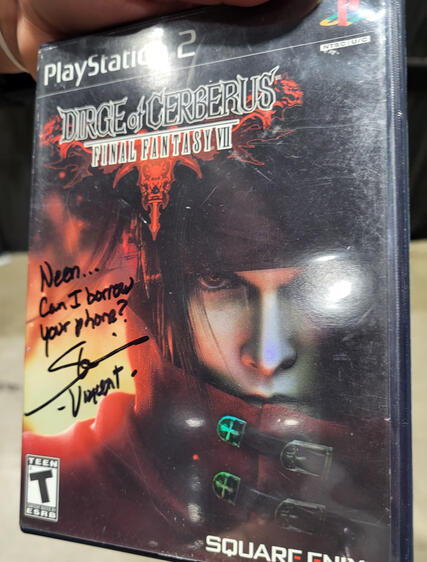 PlayStation 2
NTSC U/C
DIRGE of CERBERUS
FINAL FANTASY VII
Neen...
Can I borrow
your phone?
- Vincent.
TEEN
T
ESRB
SQUARE ENIX